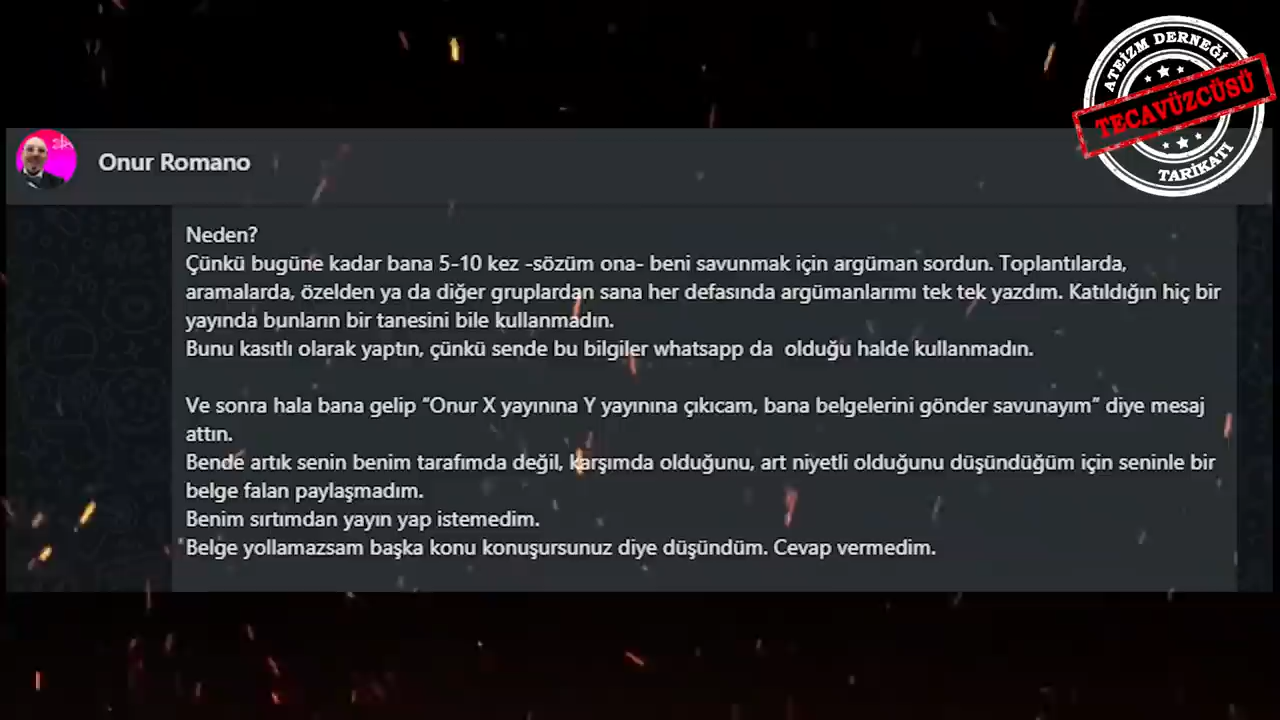 ATEİZM DERNEĞİ
TECAVÜZCÜSÜ
TARİKATI
Onur Romano
Neden?
Çünkü bugüne kadar bana 5-10 kez -sözüm ona- beni savunmak için argüman sordun. Toplantılarda,
aramalarda, özelden ya da diğer gruplardan sana her defasında argümanlarımı tek tek yazdım. Katıldığın hiç bir
yayında bunların bir tanesini bile kullanmadın.
Bunu kasıtlı olarak yaptın, çünkü sende bu bilgiler whatsapp da olduğu halde kullanmadın.
Ve sonra hala bana gelip “Onur X yayınına Y yayınına çıkıcam, bana belgelerini gönder savunayım” diye mesaj
attın.
Bende artık senin benim tarafımda değil, karşımda olduğunu, art niyetli olduğunu düşündüğüm için seninle bir
belge falan paylaşmadım.
Benim sırtımdan yayın yap istemedim.
Belge yollamazsam başka konu konuşursunuz diye düşündüm. Cevap vermedim.